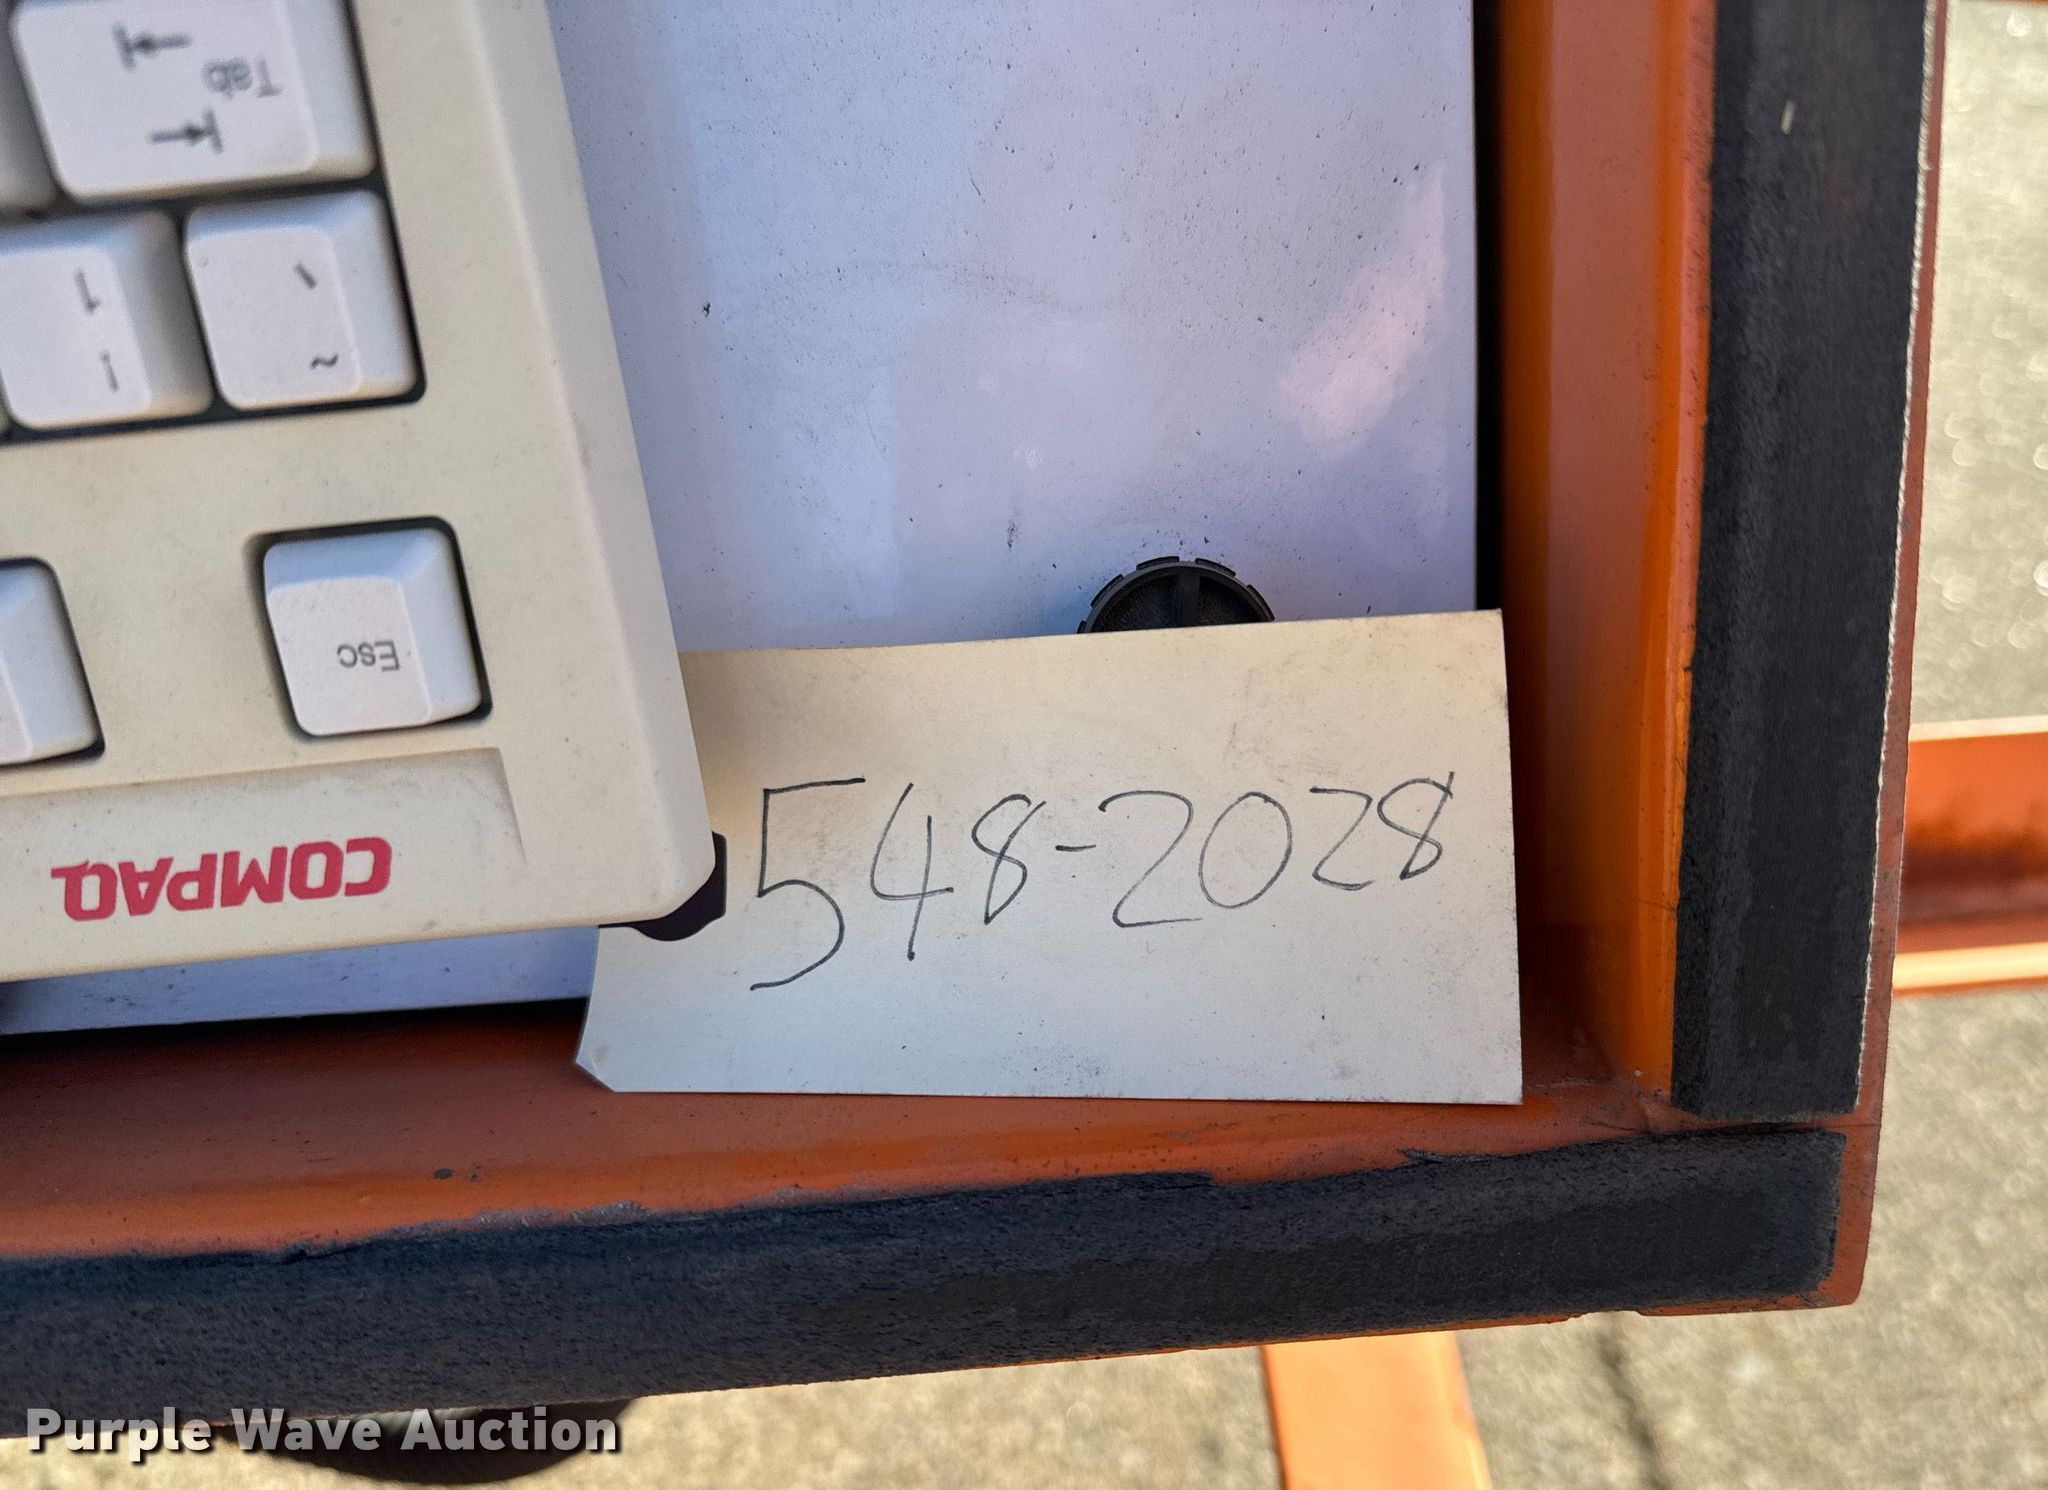 Tab
1
!
`
~
Esc
COMPAQ
548-2028
Purple Wave Auction